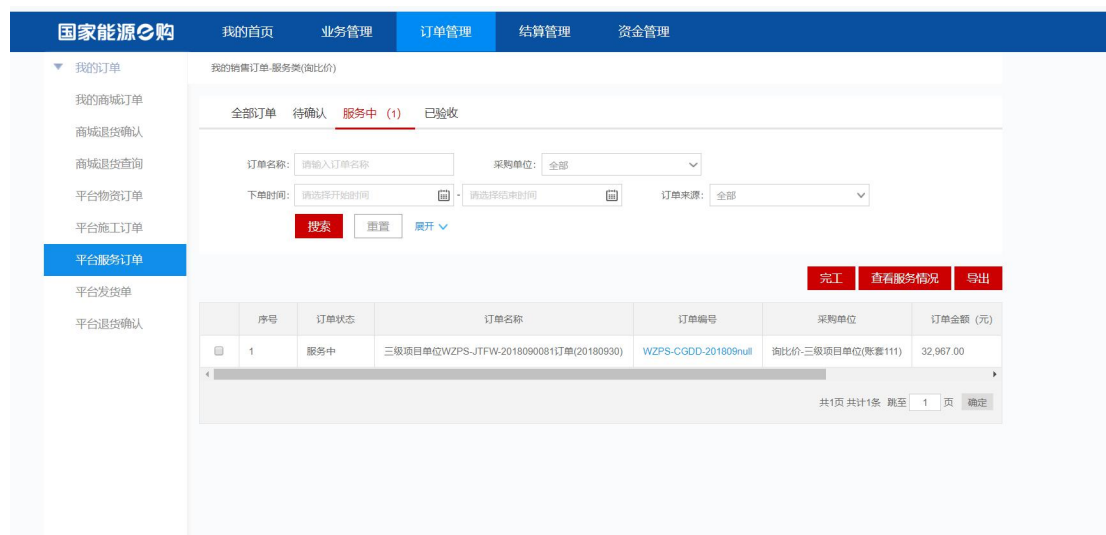 国家能源e购 我的首页 业务管理 订单管理 结算管理 资金管理
我的订单
我的商城订单
商城退货确认
商城退货查询
平台物资订单
平台施工订单
平台服务订单
平台发货单
平台退货确认
我的销售订单-服务类(询比价)
全部订单 待确认 服务中 (1) 已验收
订单名称: 请输入订单名称 采购单位: 全部
下单时间: 请选择开始时间 - 请选择结束时间 订单来源: 全部
搜索 重置 展开
完工 查看服务情况 导出
序号 订单状态 订单名称 订单编号 采购单位 订单金额 (元)
1 服务中 三级项目单位WZPS-JTFW-2018090081订单(20180930) WZPS-CGDD-201809null 询比价-三级项目单位(账套111) 32,967.00
共1页 共计1条 跳至 1 页 确定